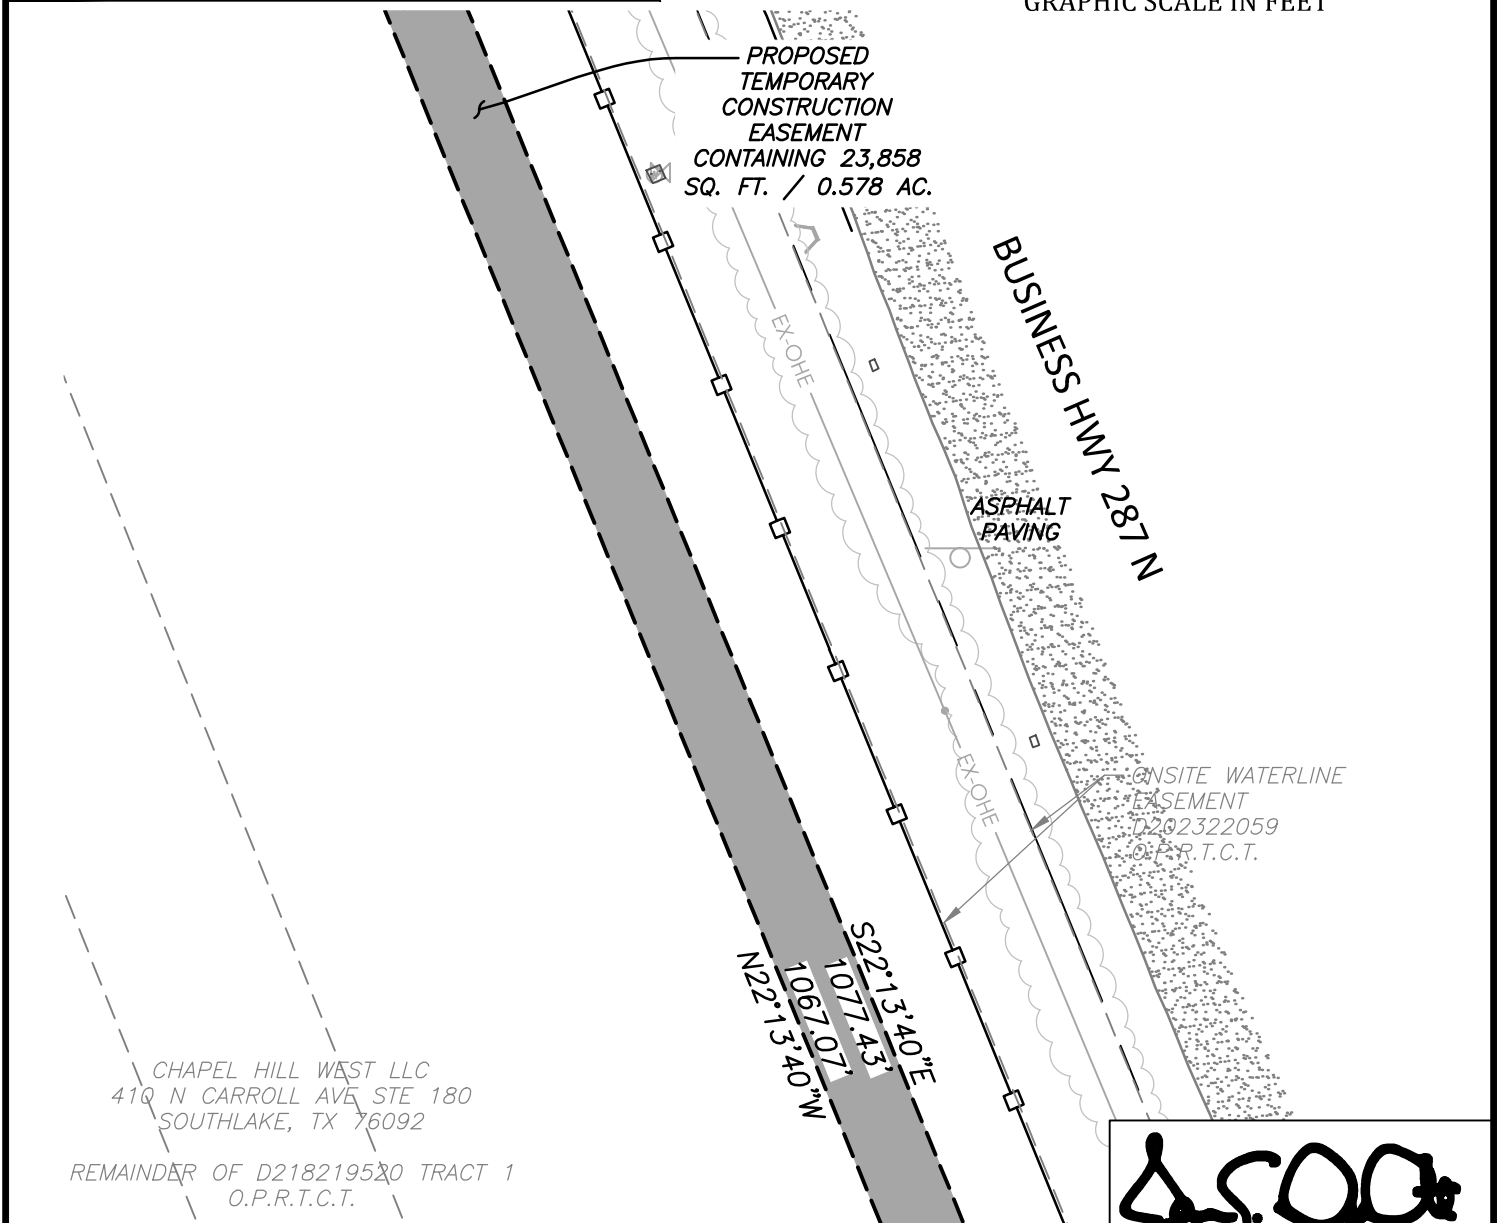 GRAPHIC SCALE IN FEET
PROPOSED
TEMPORARY
CONSTRUCTION
EASEMENT
CONTAINING 23,858
SQ. FT. / 0.578 AC.
BUSINESS HWY 287 N
EX-OHE
ASPHALT
PAVING
EX-OHE
ONSITE WATERLINE
EASEMENT
D202322059
O.P.R.T.C.T.
S22°13'40"E
1077.43'
1067.07'
N22°13'40"W
CHAPEL HILL WEST LLC
410 N CARROLL AVE STE 180
SOUTHLAKE, TX 76092
REMAINDER OF D218219520 TRACT 1
O.P.R.T.C.T.